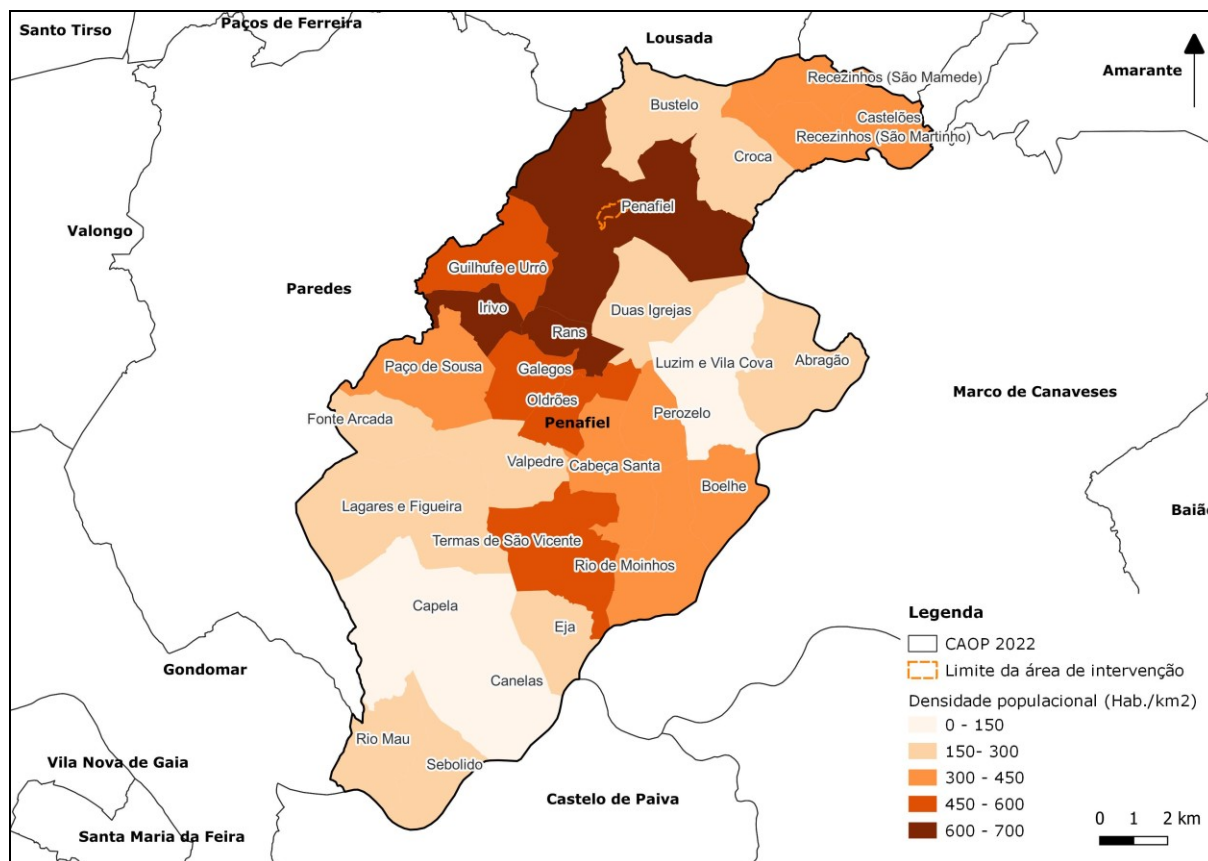 Santo Tirso
Paços de Ferreira
Lousada
Amarante
Recezinhos (São Mamede)
Bustelo
Castelões
Recezinhos (São Martinho)
Croca
Penafiel
Valongo
Guilhufe e Urrô
Paredes
Irivo
Duas Igrejas
Rans
Luzim e Vila Cova
Abragão
Paço de Sousa
Galegos
Marco de Canaveses
Oldrões
Fonte Arcada
Penafiel
Perozelo
Valpedre
Cabeça Santa
Boelhe
Lagares e Figueira
Baião
Termas de São Vicente
Rio de Moinhos
Capela
Eja
Gondomar
Canelas
Rio Mau
Sebolido
Vila Nova de Gaia
Castelo de Paiva
Santa Maria da Feira
Legenda
CAOP 2022
Limite da área de intervenção
Densidade populacional (Hab./km2)
0 - 150
150- 300
300 - 450
450 - 600
600 - 700
0 1 2 km